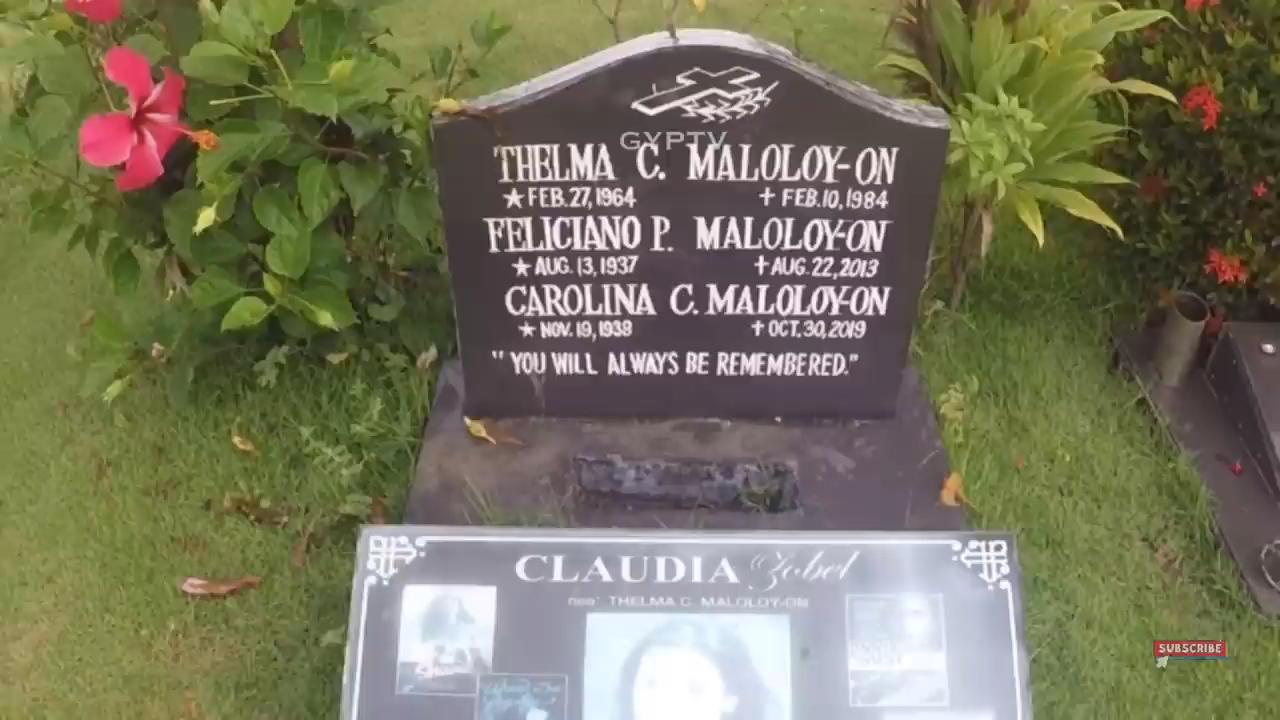 GYPTV
THELMA C. MALOLOY-ON
★ FEB. 27, 1964 ✝ FEB. 10, 1984
FELICIANO P. MALOLOY-ON
★ AUG. 13, 1937 ✝ AUG. 22, 2013
CAROLINA C. MALOLOY-ON
★ NOV. 19, 1938 ✝ OCT. 30, 2019
"YOU WILL ALWAYS BE REMEMBERED."
CLAUDIA Zobel
nee' THELMA C. MALOLOY-ON
SUBSCRIBE